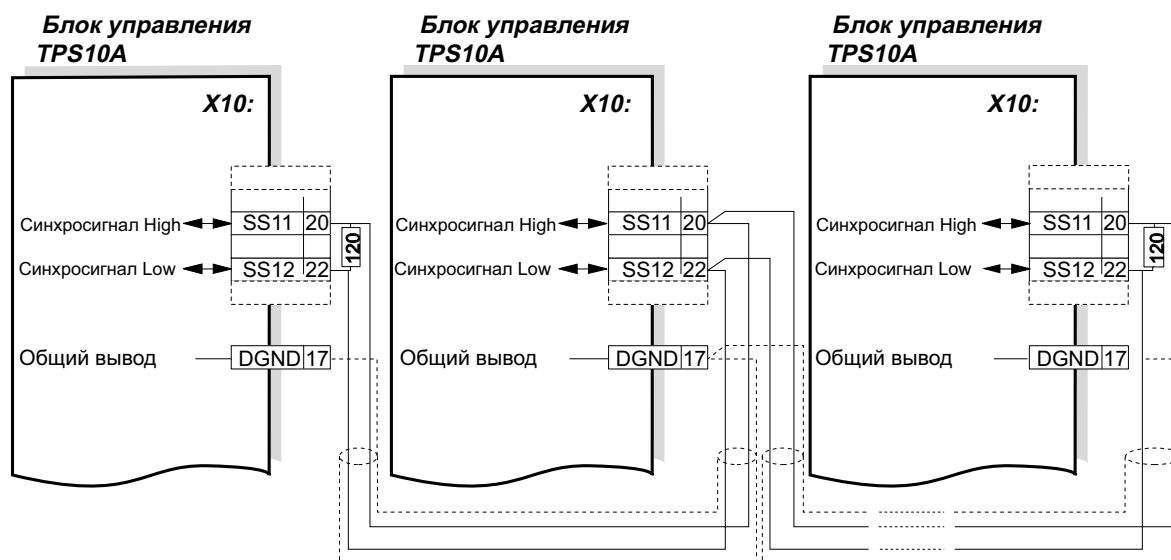 Блок управления
TPS10A
X10:
Синхросигнал High
SS11 20
120
Синхросигнал Low
SS12 22
Общий вывод
DGND 17
Блок управления
TPS10A
X10:
Синхросигнал High
SS11 20
Синхросигнал Low
SS12 22
Общий вывод
DGND 17
Блок управления
TPS10A
X10:
Синхросигнал High
SS11 20
120
Синхросигнал Low
SS12 22
Общий вывод
DGND 17